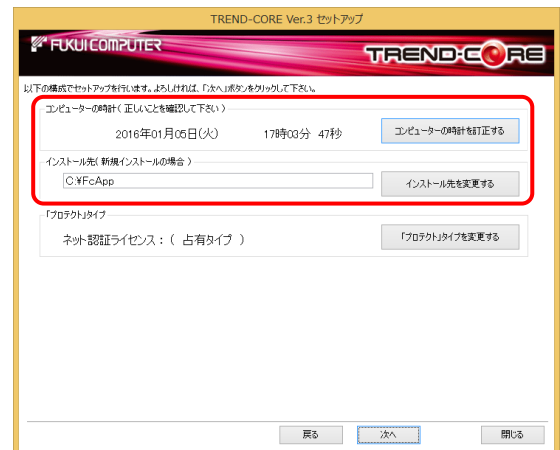 TREND-CORE Ver.3 セットアップ
FUKUI COMPUTER
TREND-CORE
以下の構成でセットアップを行います。よろしければ、「次へ」ボタンをクリックして下さい。
コンピューターの時計( 正しいことを確認して下さい )
2016年01月05日(火) 17時03分 47秒 コンピューターの時計を訂正する
インストール先( 新規インストールの場合 )
C:¥FcApp インストール先を変更する
「プロテクト」タイプ
ネット認証ライセンス : ( 占有タイプ ) 「プロテクト」タイプを変更する
戻る 次へ 閉じる